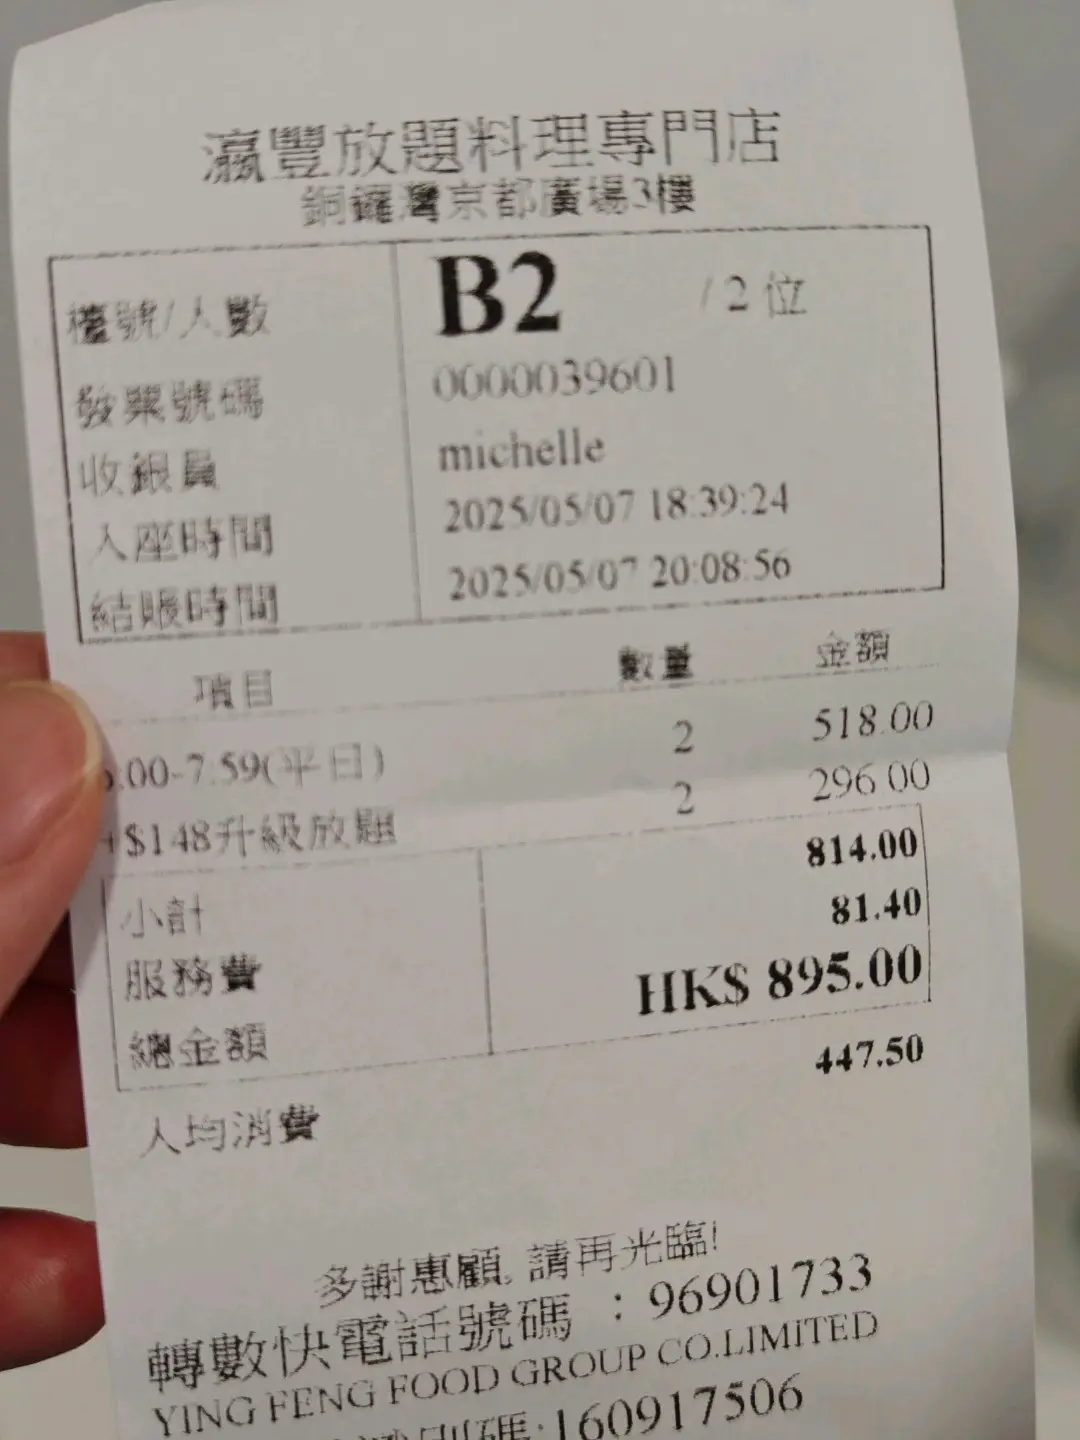 瀛豐放題料理專門店
銅鑼灣京都廣場3樓
檯號/人數 B2 / 2 位
發票號碼 0000039601
收銀員 michelle
入座時間 2025/05/07 18:39:24
結賬時間 2025/05/07 20:08:56
項目 數量 金額
:00-7:59(平日) 2 518.00
+$148升級放題 2 296.00
小計 814.00
服務費 81.40
總金額 HK$ 895.00
人均消費 447.50
多謝惠顧, 請再光臨!
轉數快電話號碼 : 96901733
YING FENG FOOD GROUP CO.LIMITED
別碼:160917506